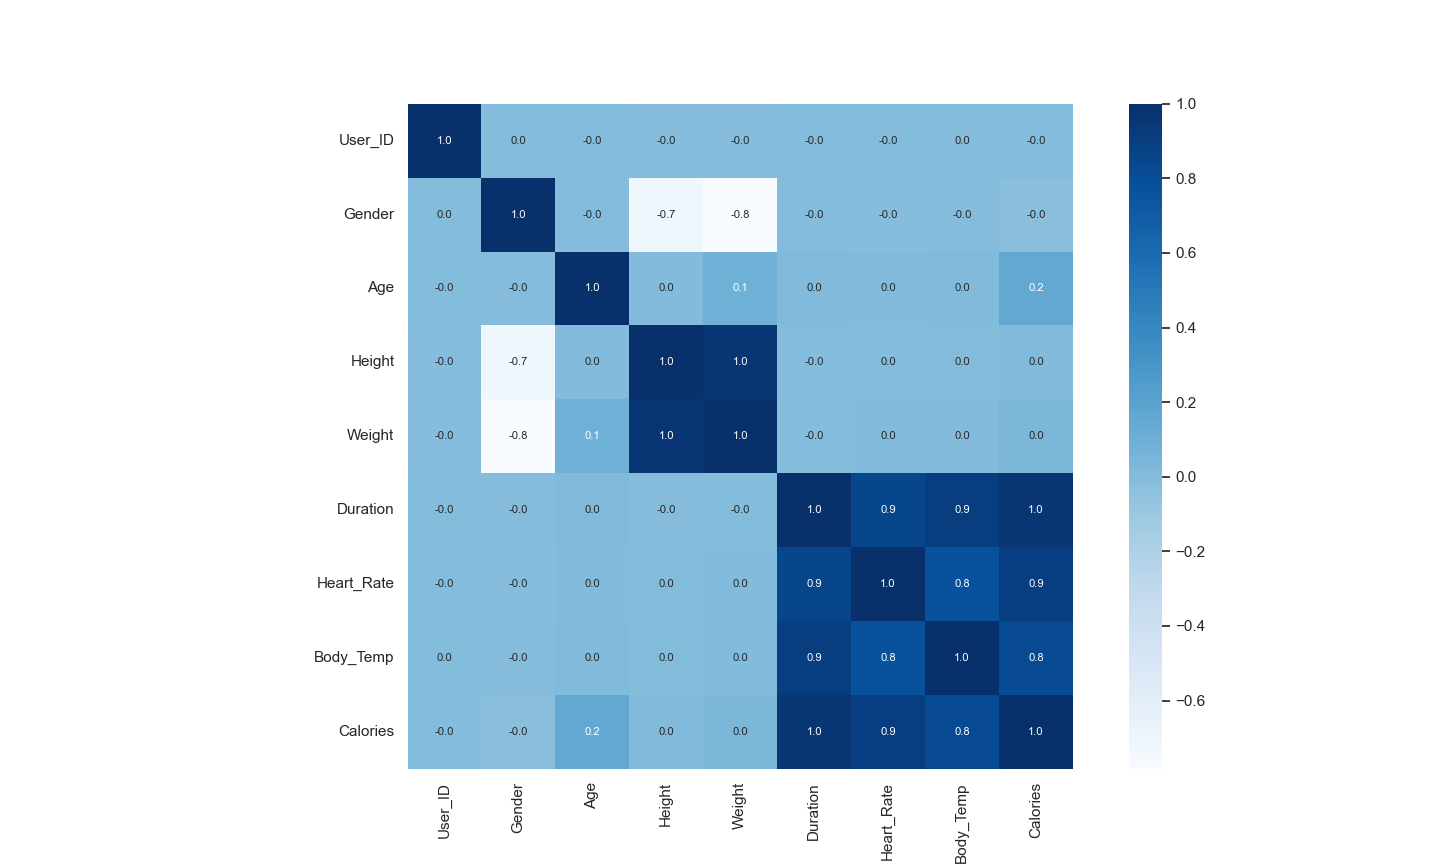 User_ID 1.0 0.0 -0.0 -0.0 -0.0 -0.0 -0.0 0.0 -0.0
Gender 0.0 1.0 -0.0 -0.7 -0.8 -0.0 -0.0 -0.0 -0.0
Age -0.0 -0.0 1.0 0.0 0.1 0.0 0.0 0.0 0.2
Height -0.0 -0.7 0.0 1.0 1.0 -0.0 0.0 0.0 0.0
Weight -0.0 -0.8 0.1 1.0 1.0 -0.0 0.0 0.0 0.0
Duration -0.0 -0.0 0.0 -0.0 -0.0 1.0 0.9 0.9 1.0
Heart_Rate -0.0 -0.0 0.0 0.0 0.0 0.9 1.0 0.8 0.9
Body_Temp 0.0 -0.0 0.0 0.0 0.0 0.9 0.8 1.0 0.8
Calories -0.0 -0.0 0.2 0.0 0.0 1.0 0.9 0.8 1.0
User_ID Gender Age Height Weight Duration Heart_Rate Body_Temp Calories
1.0
0.8
0.6
0.4
0.2
0.0
−0.2
−0.4
−0.6